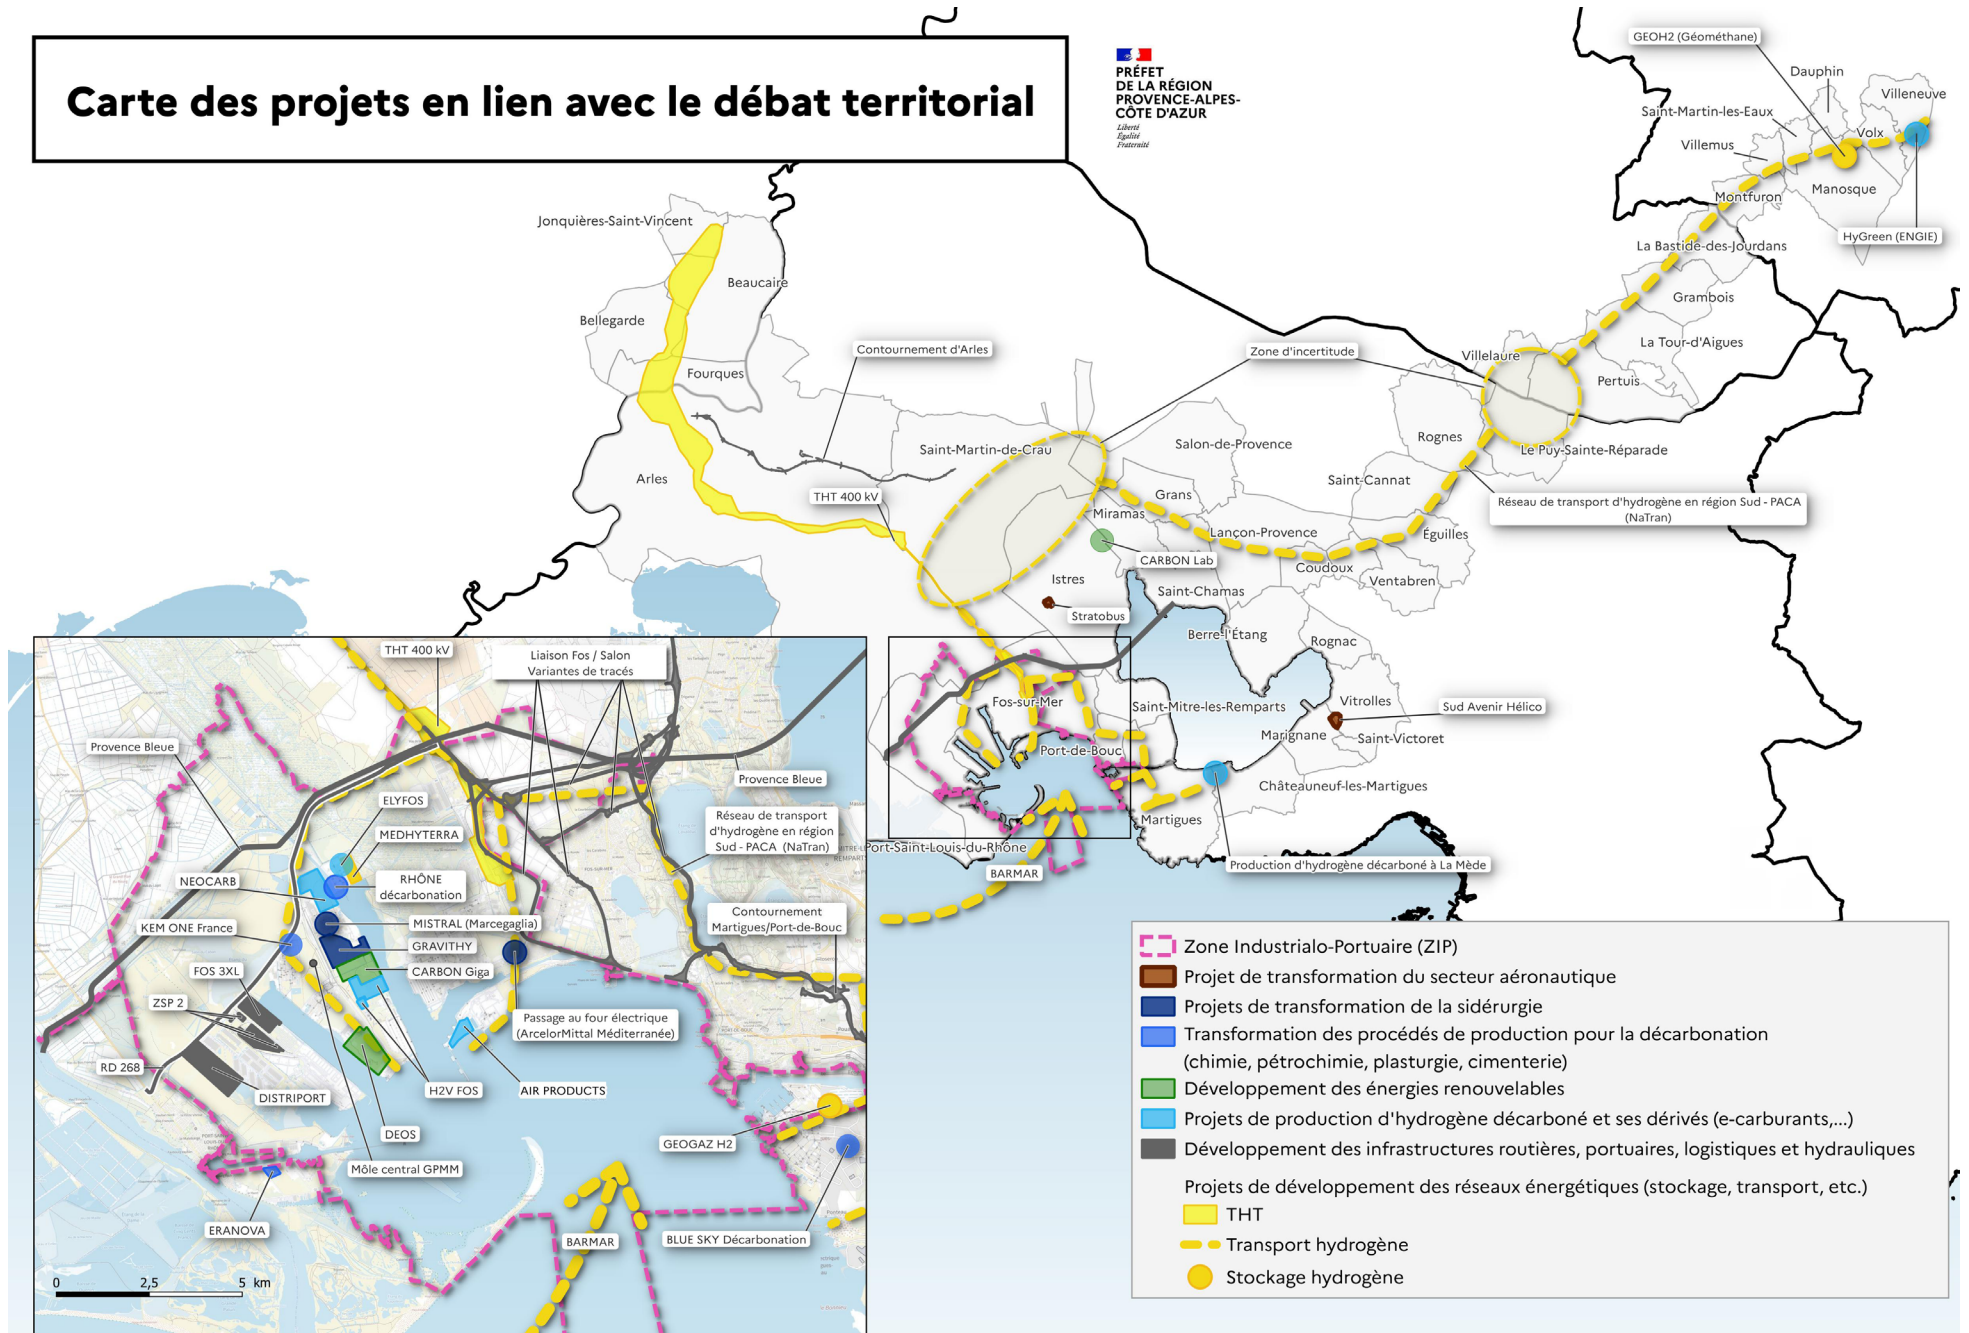 Carte des projets en lien avec le débat territorial
PRÉFET
DE LA RÉGION
PROVENCE-ALPES-
CÔTE D'AZUR
Liberté
Égalité
Fraternité
GEOH2 (Géométhane)
Dauphin
Villeneuve
Saint-Martin-les-Eaux
Volx
Villemus
Manosque
Montfuron
HyGreen (ENGIE)
La Bastide-des-Jourdans
Grambois
La Tour-d'Aigues
Villelaure
Pertuis
Jonquières-Saint-Vincent
Beaucaire
Bellegarde
Fourques
Contournement d'Arles
Zone d'incertitude
Arles
Saint-Martin-de-Crau
Salon-de-Provence
Rognes
Le Puy-Sainte-Réparade
Saint-Cannat
THT 400 kV
Grans
Miramas
Réseau de transport d'hydrogène en région Sud - PACA
(NaTran)
Lançon-Provence
Éguilles
CARBON Lab
Coudoux
Ventabren
Istres
Saint-Chamas
Stratobus
Berre-l'Étang
Rognac
Fos-sur-Mer
Saint-Mitre-les-Remparts
Vitrolles
Sud Avenir Hélico
Marignane
Saint-Victoret
Port-de-Bouc
Châteauneuf-les-Martigues
Martigues
Port-Saint-Louis-du-Rhône
BARMAR
Production d'hydrogène décarboné à La Mède
THT 400 kV
Liaison Fos / Salon
Variantes de tracés
Provence Bleue
Provence Bleue
ELYFOS
MEDHYTERRA
Réseau de transport
d'hydrogène en région
Sud - PACA (NaTran)
NEOCARB
RHÔNE
décarbonation
KEM ONE France
MISTRAL (Marcegaglia)
GRAVITHY
Contournement
Martigues/Port-de-Bouc
FOS 3XL
CARBON Giga
ZSP 2
Passage au four électrique
(ArcelorMittal Méditerranée)
RD 268
DISTRIPORT
H2V FOS
AIR PRODUCTS
DEOS
GEOGAZ H2
Môle central GPMM
ERANOVA
BARMAR
BLUE SKY Décarbonation
0 2,5 5 km
Zone Industrialo-Portuaire (ZIP)
Projet de transformation du secteur aéronautique
Projets de transformation de la sidérurgie
Transformation des procédés de production pour la décarbonation
(chimie, pétrochimie, plasturgie, cimenterie)
Développement des énergies renouvelables
Projets de production d'hydrogène décarboné et ses dérivés (e-carburants,...)
Développement des infrastructures routières, portuaires, logistiques et hydrauliques
Projets de développement des réseaux énergétiques (stockage, transport, etc.)
THT
Transport hydrogène
Stockage hydrogène